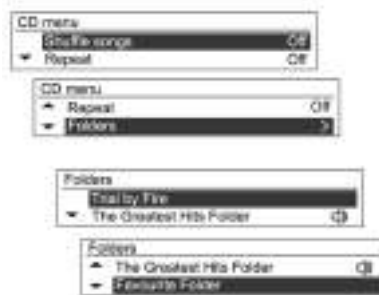 CD menu
Shuffle songs Off
Repeat Off
CD menu
Repeat Off
Folders >
Folders
Trial by Fire
The Greatest Hits Folder
Folders
The Greatest Hits Folder
Favourite Folder